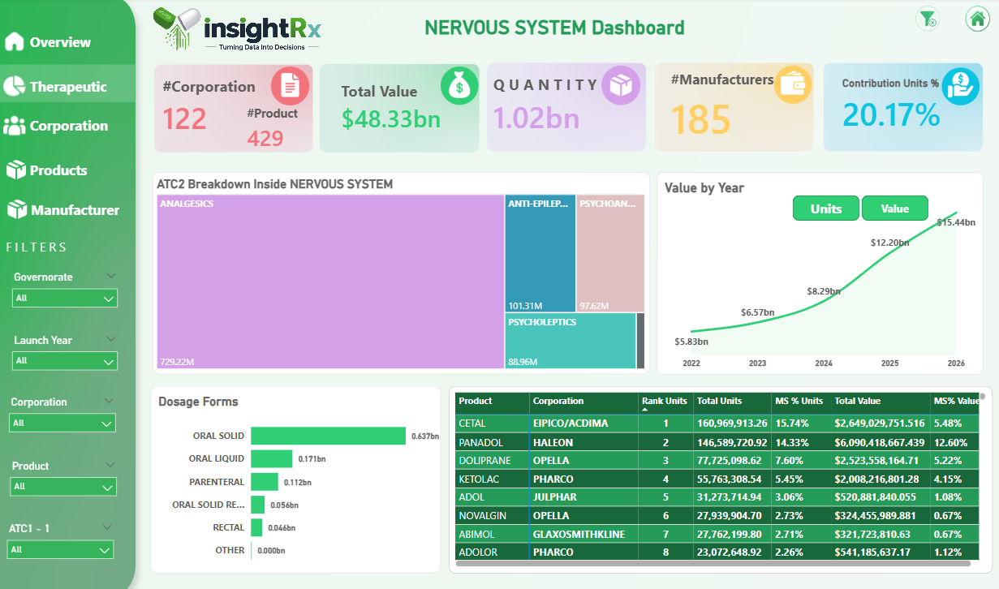 Overview
Therapeutic
Corporation
Products
Manufacturer
FILTERS
Governorate
All
Launch Year
All
Corporation
All
Product
All
ATC1 - 1
All
insightRx
Turning Data Into Decisions
NERVOUS SYSTEM Dashboard
#Corporation
122
#Product
429
Total Value
$48.33bn
QUANTITY
1.02bn
#Manufacturers
185
Contribution Units %
20.17%
ATC2 Breakdown Inside NERVOUS SYSTEM
ANALGESICS
729.22M
ANTI-EPILEP...
101.31M
PSYCHOAN...
97.62M
PSYCHOLEPTICS
88.96M
Value by Year
Units
Value
$5.83bn
$6.57bn
$8.29bn
$12.20bn
$15.44bn
2022 2023 2024 2025 2026
Dosage Forms
ORAL SOLID 0.637bn
ORAL LIQUID 0.171bn
PARENTERAL 0.112bn
ORAL SOLID RE... 0.056bn
RECTAL 0.046bn
OTHER 0.000bn
Product Corporation Rank Units Total Units MS % Units Total Value MS% Value
CETAL EIPICO/ACDIMA 1 160,969,913.26 15.74% $2,649,029,751.516 5.48%
PANADOL HALEON 2 146,589,720.92 14.33% $6,090,418,667.439 12.60%
DOLIPRANE OPELLA 3 77,725,098.62 7.60% $2,523,558,164.71 5.22%
KETOLAC PHARCO 4 55,763,308.54 5.45% $2,008,216,801.28 4.15%
ADOL JULPHAR 5 31,273,714.94 3.06% $520,881,840.055 1.08%
NOVALGIN OPELLA 6 27,939,904.70 2.73% $324,455,989.881 0.67%
ABIMOL GLAXOSMITHKLINE 7 27,762,199.80 2.71% $321,723,810.63 0.67%
ADOLOR PHARCO 8 23,072,648.92 2.26% $541,185,637.17 1.12%